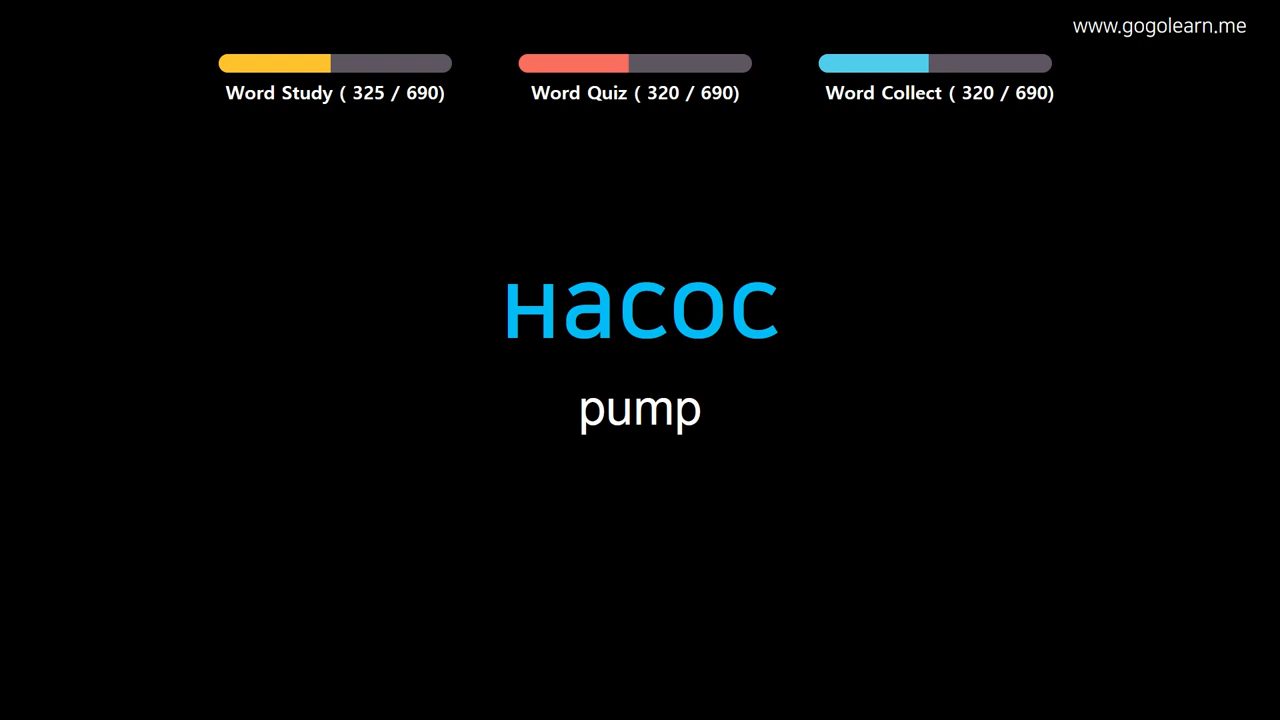 www.gogolearn.me
Word Study ( 325 / 690)
Word Quiz ( 320 / 690)
Word Collect ( 320 / 690)
насос
pump